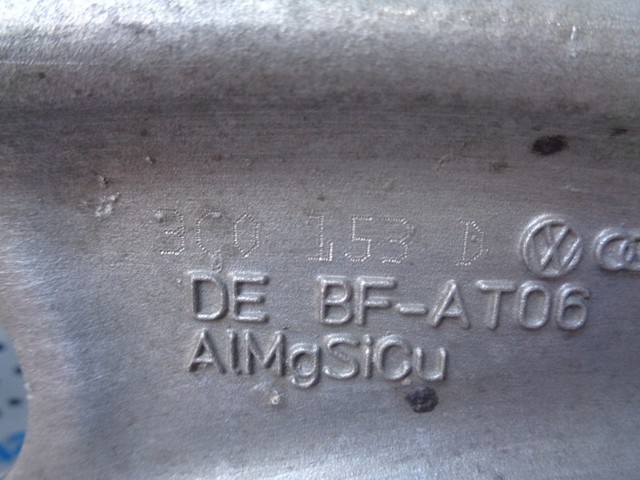 3Q0 153 D
DE BF-AT06
AlMgSiCu